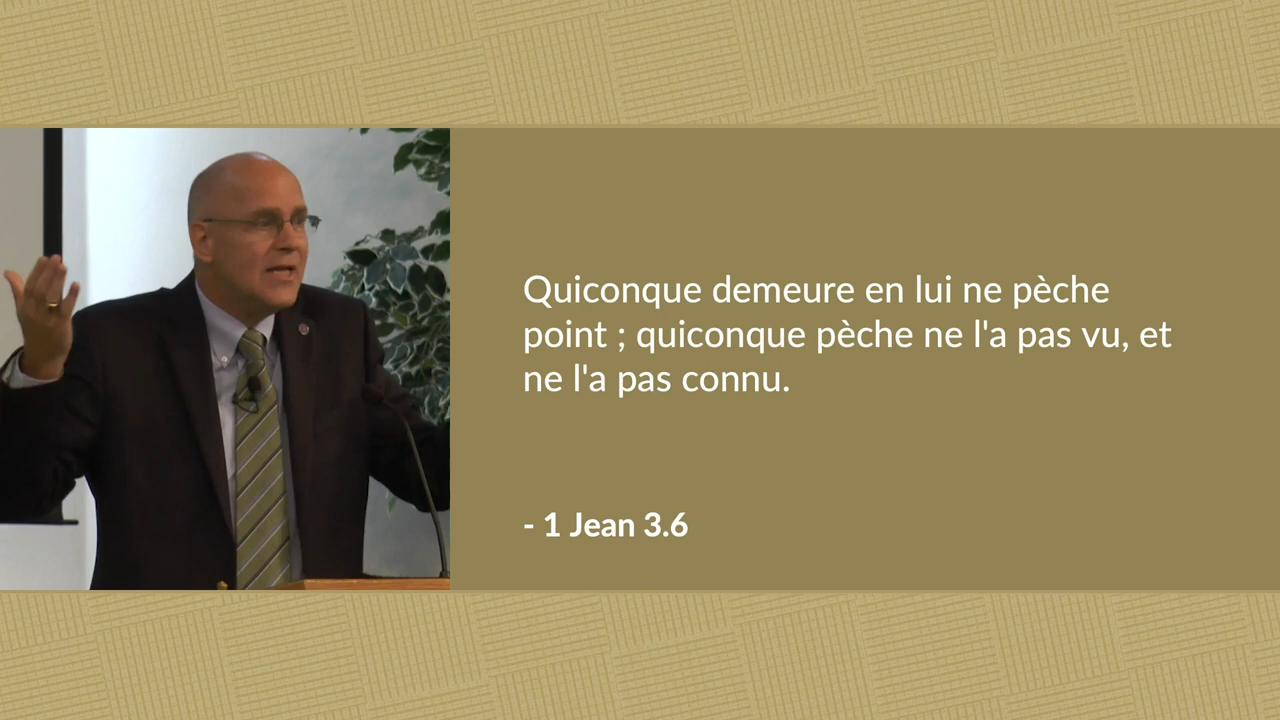 Quiconque demeure en lui ne pèche
point ; quiconque pèche ne l'a pas vu, et
ne l'a pas connu.
- 1 Jean 3.6